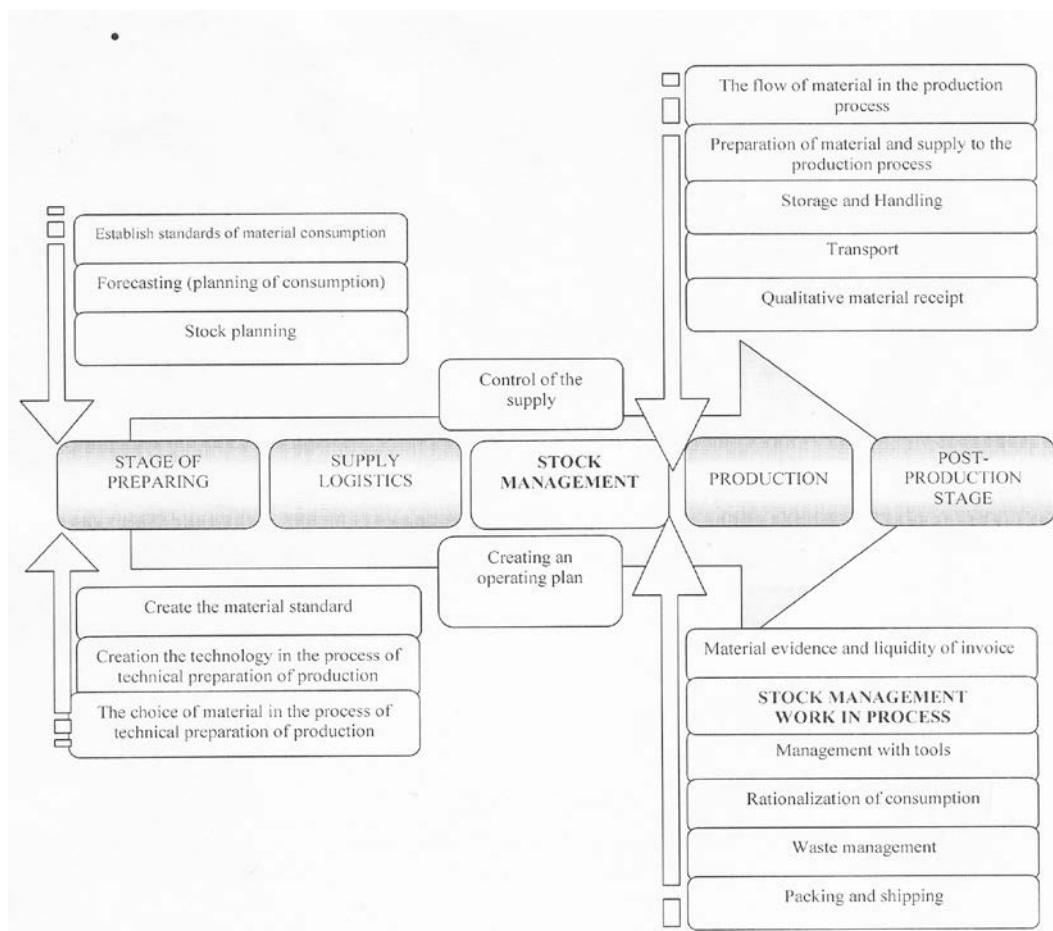 The flow of material in the production
process
Preparation of material and supply to the
production process
Storage and Handling
Transport
Qualitative material receipt
Establish standards of material consumption
Forecasting (planning of consumption)
Stock planning
Control of the
supply
STAGE OF
PREPARING
SUPPLY
LOGISTICS
STOCK
MANAGEMENT
PRODUCTION
POST-
PRODUCTION
STAGE
Creating an
operating plan
Create the material standard
Creation the technology in the process of
technical preparation of production
The choice of material in the process of
technical preparation of production
Material evidence and liquidity of invoice
STOCK MANAGEMENT
WORK IN PROCESS
Management with tools
Rationalization of consumption
Waste management
Packing and shipping